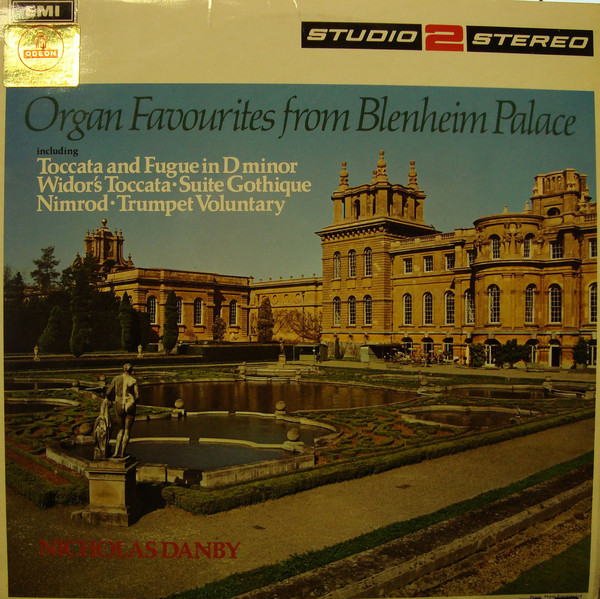 EMI
ODEON
STUDIO 2 STEREO
Organ Favourites from Blenheim Palace
including
Toccata and Fugue in D minor
Widor's Toccata · Suite Gothique
Nimrod · Trumpet Voluntary
NICHOLAS DANBY